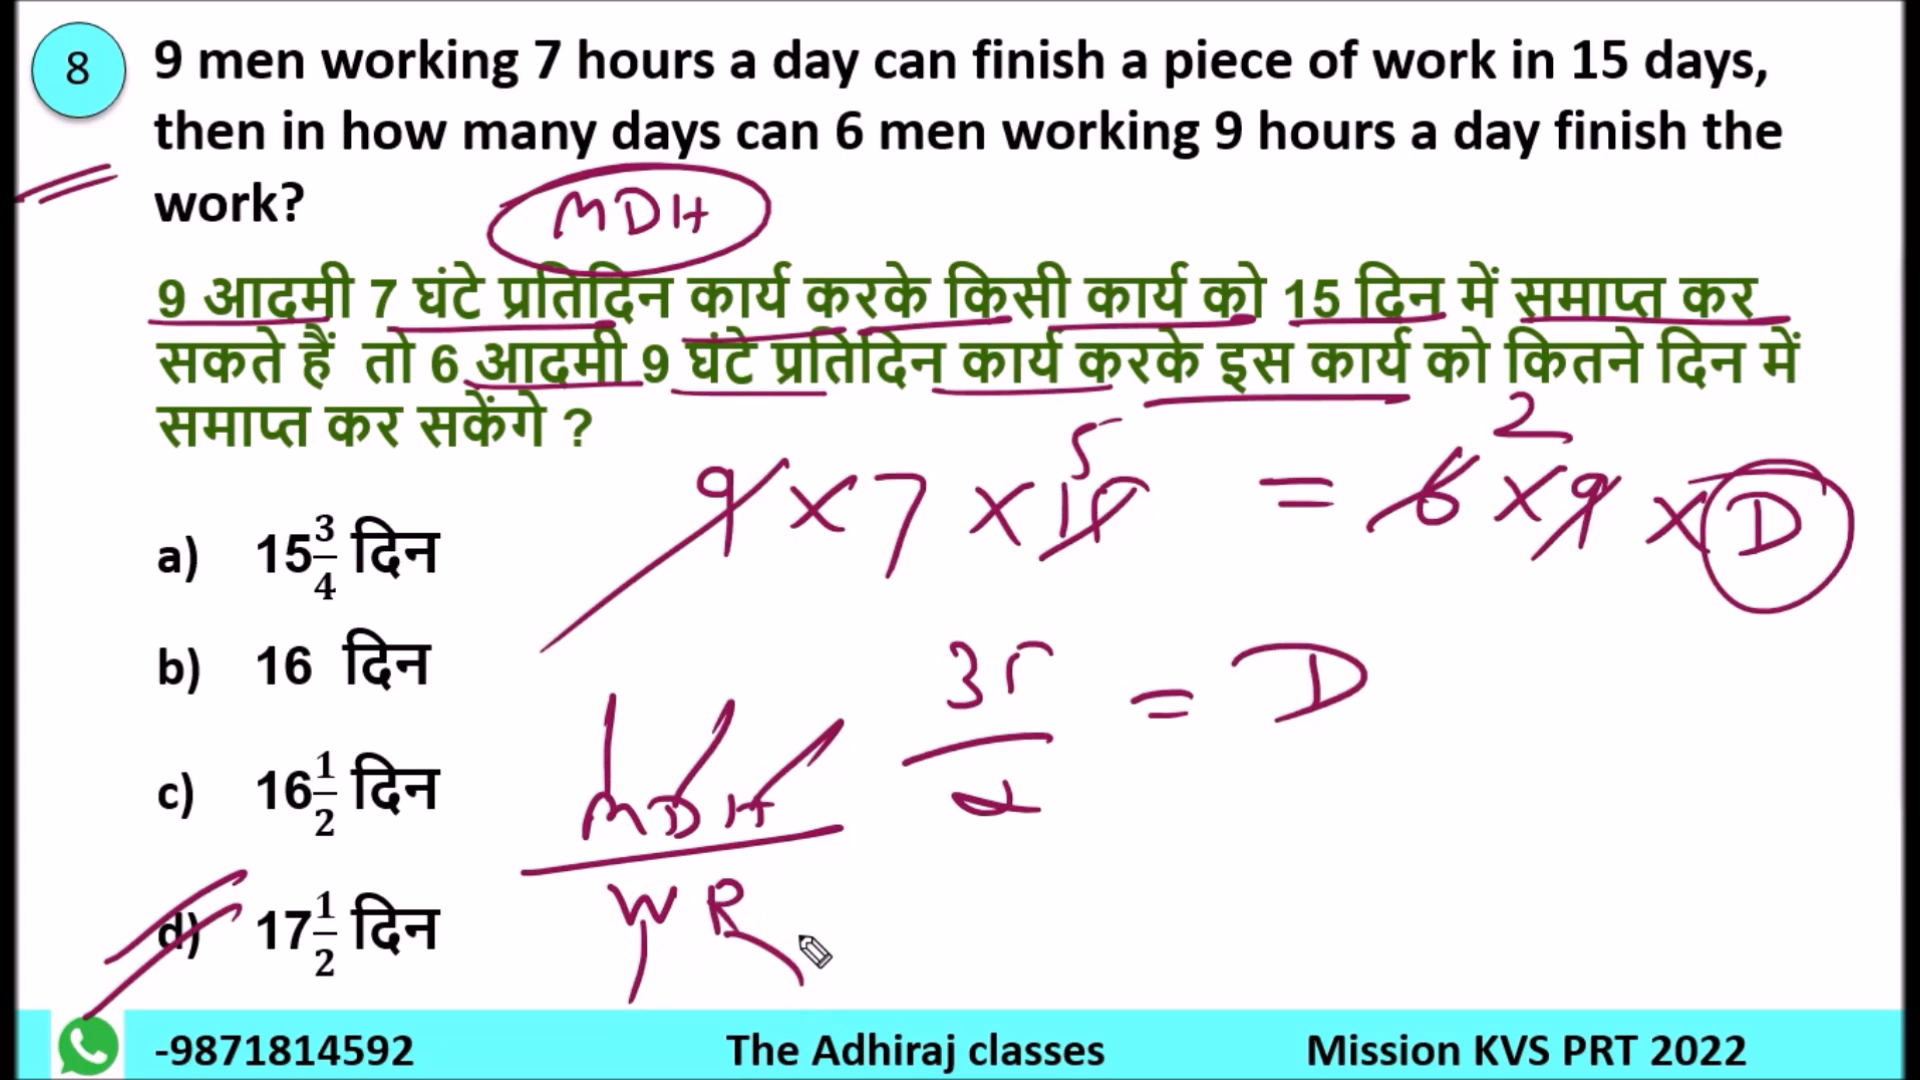 8
9 men working 7 hours a day can finish a piece of work in 15 days,
then in how many days can 6 men working 9 hours a day finish the
work?
MDH
9 आदमी 7 घंटे प्रतिदिन कार्य करके किसी कार्य को 15 दिन में समाप्त कर
सकते हैं तो 6 आदमी 9 घंटे प्रतिदिन कार्य करके इस कार्य को कितने दिन में
समाप्त कर सकेंगे ?
5 2
9 × 7 × 15 = 6 × 9 × D
a) 15 3/4 दिन
b) 16 दिन
35/2 = D
c) 16 1/2 दिन
MDH
W R
d) 17 1/2 दिन
-9871814592 The Adhiraj classes Mission KVS PRT 2022